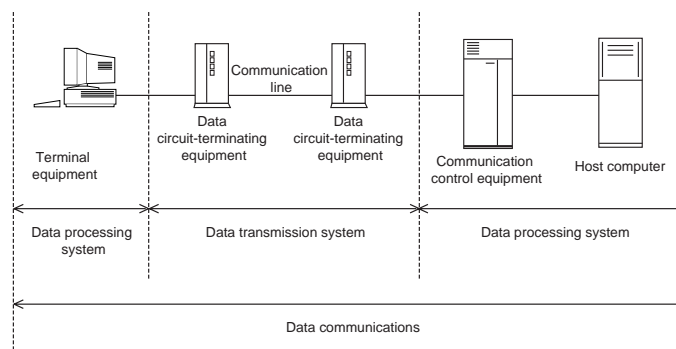 Communication
line
Data
circuit-terminating
equipment
Data
circuit-terminating
equipment
Terminal
equipment
Communication
control equipment
Host computer
Data processing
system
Data transmission system
Data processing system
Data communications